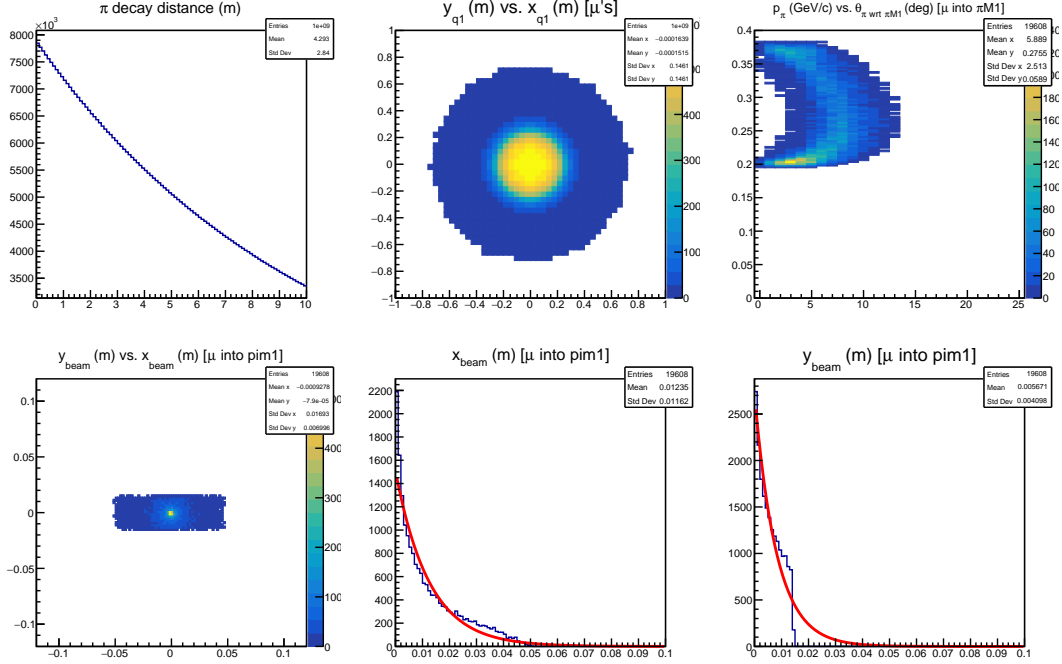 π decay distance (m)
Entries 1e+09
Mean 4.293
Std Dev 2.84
×10³
8000
7500
7000
6500
6000
5500
5000
4500
4000
3500
0 1 2 3 4 5 6 7 8 9 10
y_q1 (m) vs. x_q1 (m) [μ's]
Entries 1e+09
Mean x −0.0001639
Mean y −0.0001515
Std Dev x 0.1461
Std Dev y 0.1461
1
0.8
0.6
0.4
0.2
0
−0.2
−0.4
−0.6
−0.8
−1
−1 −0.8 −0.6 −0.4 −0.2 0 0.2 0.4 0.6 0.8 1
400
300
200
100
0
p_π (GeV/c) vs. θ_π wrt πM1 (deg) [μ into πM1]
Entries 19608
Mean x 5.889
Mean y 0.2755
Std Dev x 2.513
Std Dev y 0.0589
0.4
0.35
0.3
0.25
0.2
0.15
0.1
0.05
0
0 5 10 15 20 25
200
180
160
140
120
100
80
60
40
20
0
y_beam (m) vs. x_beam (m) [μ into pim1]
Entries 19608
Mean x −0.0009278
Mean y −7.9e−05
Std Dev x 0.01693
Std Dev y 0.006996
0.1
0.05
0
−0.05
−0.1
−0.1 −0.05 0 0.05 0.1
400
300
200
100
0
x_beam (m) [μ into pim1]
Entries 19608
Mean 0.01235
Std Dev 0.01162
2200
2000
1800
1600
1400
1200
1000
800
600
400
200
0
0 0.01 0.02 0.03 0.04 0.05 0.06 0.07 0.08 0.09 0.1
y_beam (m) [μ into pim1]
Entries 19608
Mean 0.005671
Std Dev 0.004098
2500
2000
1500
1000
500
0
0 0.01 0.02 0.03 0.04 0.05 0.06 0.07 0.08 0.09 0.1